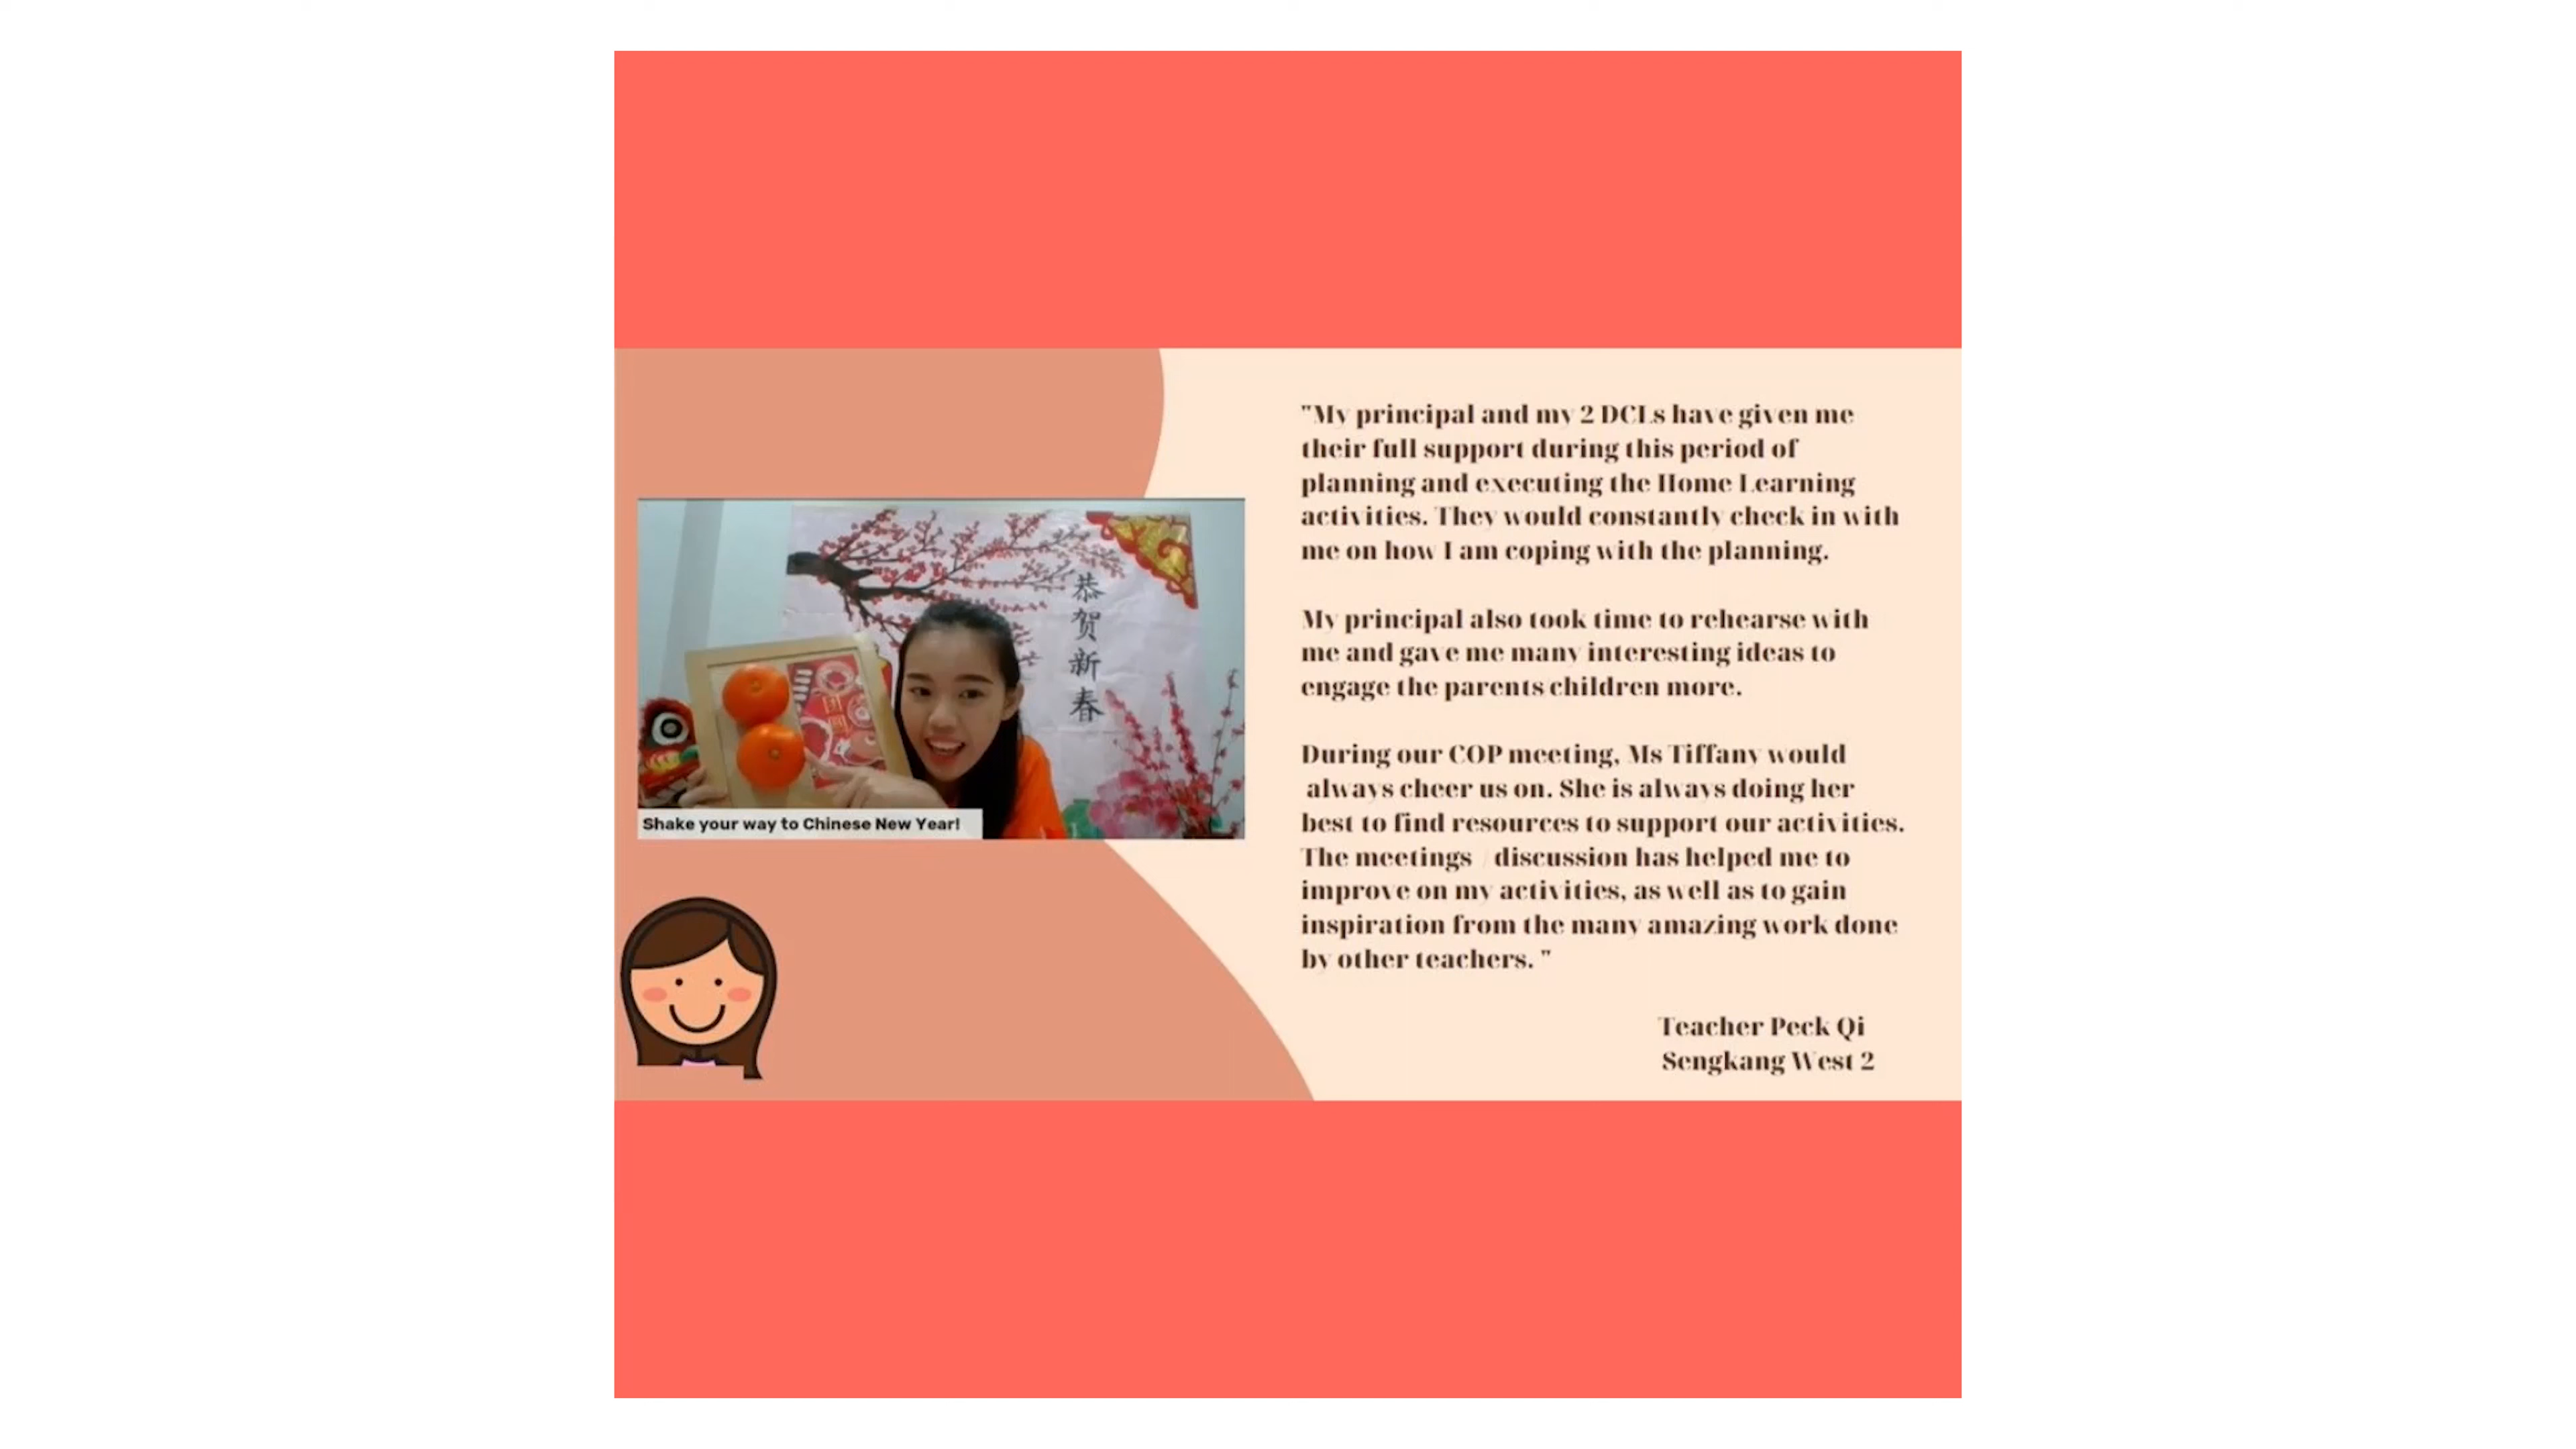 恭贺新春
团圆
Shake your way to Chinese New Year!
"My principal and my 2 DCLs have given me
their full support during this period of
planning and executing the Home Learning
activities. They would constantly check in with
me on how I am coping with the planning.
My principal also took time to rehearse with
me and gave me many interesting ideas to
engage the parents/children more.
During our COP meeting, Ms Tiffany would
always cheer us on. She is always doing her
best to find resources to support our activities.
The meetings / discussion has helped me to
improve on my activities, as well as to gain
inspiration from the many amazing work done
by other teachers. "
Teacher Peck Qi
Sengkang West 2